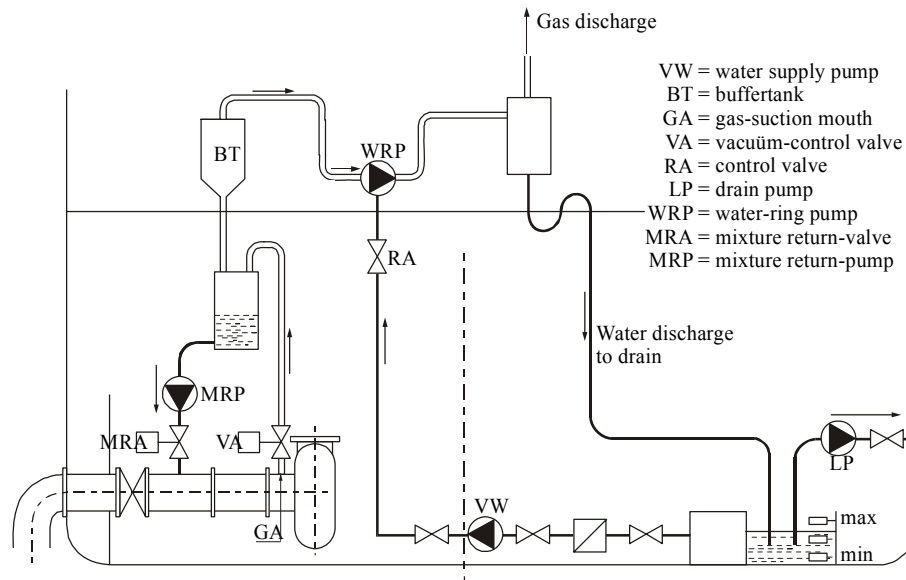 Gas discharge
VW = water supply pump
BT = buffertank
GA = gas-suction mouth
VA = vacuüm-control valve
RA = control valve
LP = drain pump
WRP = water-ring pump
MRA = mixture return-valve
MRP = mixture return-pump
BT
WRP
RA
Water discharge
to drain
MRP
MRA
VA
LP
VW
GA
max
min